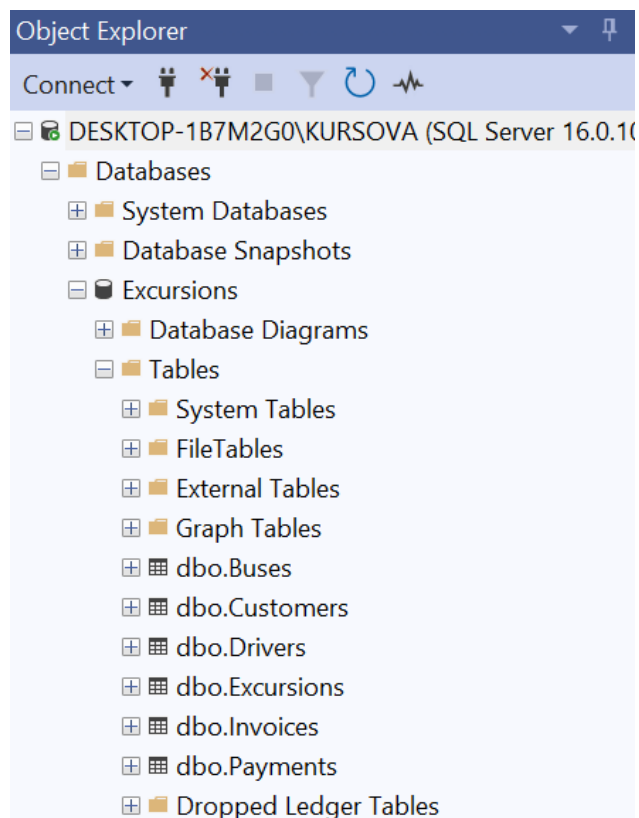 Object Explorer
Connect
DESKTOP-1B7M2G0\KURSOVA (SQL Server 16.0.10
Databases
System Databases
Database Snapshots
Excursions
Database Diagrams
Tables
System Tables
FileTables
External Tables
Graph Tables
dbo.Buses
dbo.Customers
dbo.Drivers
dbo.Excursions
dbo.Invoices
dbo.Payments
Dropped Ledger Tables